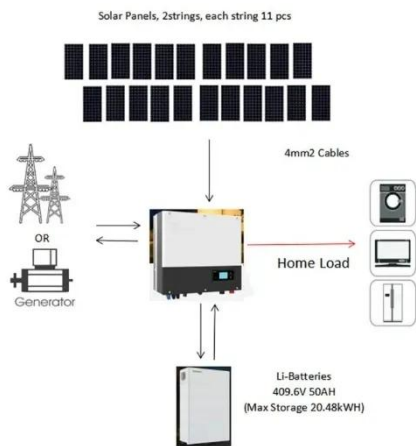 Solar Panels, 2strings, each string 11 pcs
4mm2 Cables
OR
Generator
Home Load
Li-Batteries
409.6V 50AH
(Max Storage 20.48kWH)